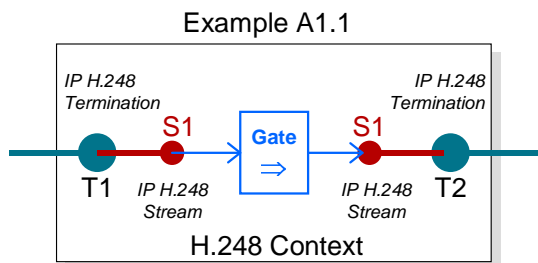 Example A1.1
IP H.248
Termination
IP H.248
Termination
S1
Gate
⇒
S1
T1
IP H.248
Stream
IP H.248
Stream
T2
H.248 Context